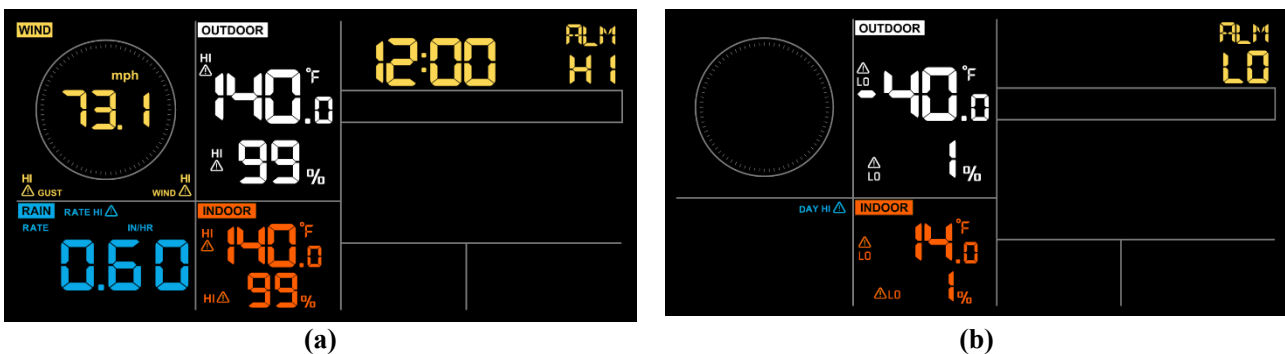 WIND
mph
73.1
HI
GUST
HI
WIND
RAIN RATE HI
RATE IN/HR
0.60
OUTDOOR
HI
140.0 °F
HI
99 %
INDOOR
HI
140.0 °F
HI 99 %
12:00
ALM
HI
(a)
OUTDOOR
LO
-40.0 °F
LO
1 %
DAY HI
INDOOR
LO
14.0 °F
LO 1 %
ALM
LO
(b)